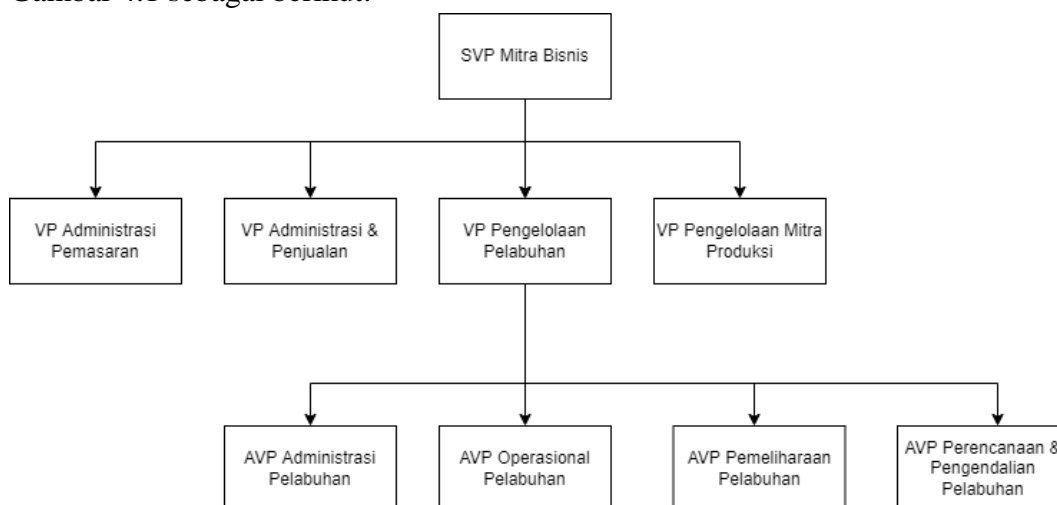 Gambar 4.1 sebagai berikut:
SVP Mitra Bisnis
VP Administrasi
Pemasaran
VP Administrasi &
Penjualan
VP Pengelolaan
Pelabuhan
VP Pengelolaan Mitra
Produksi
AVP Administrasi
Pelabuhan
AVP Operasional
Pelabuhan
AVP Pemeliharaan
Pelabuhan
AVP Perencanaan &
Pengendalian
Pelabuhan